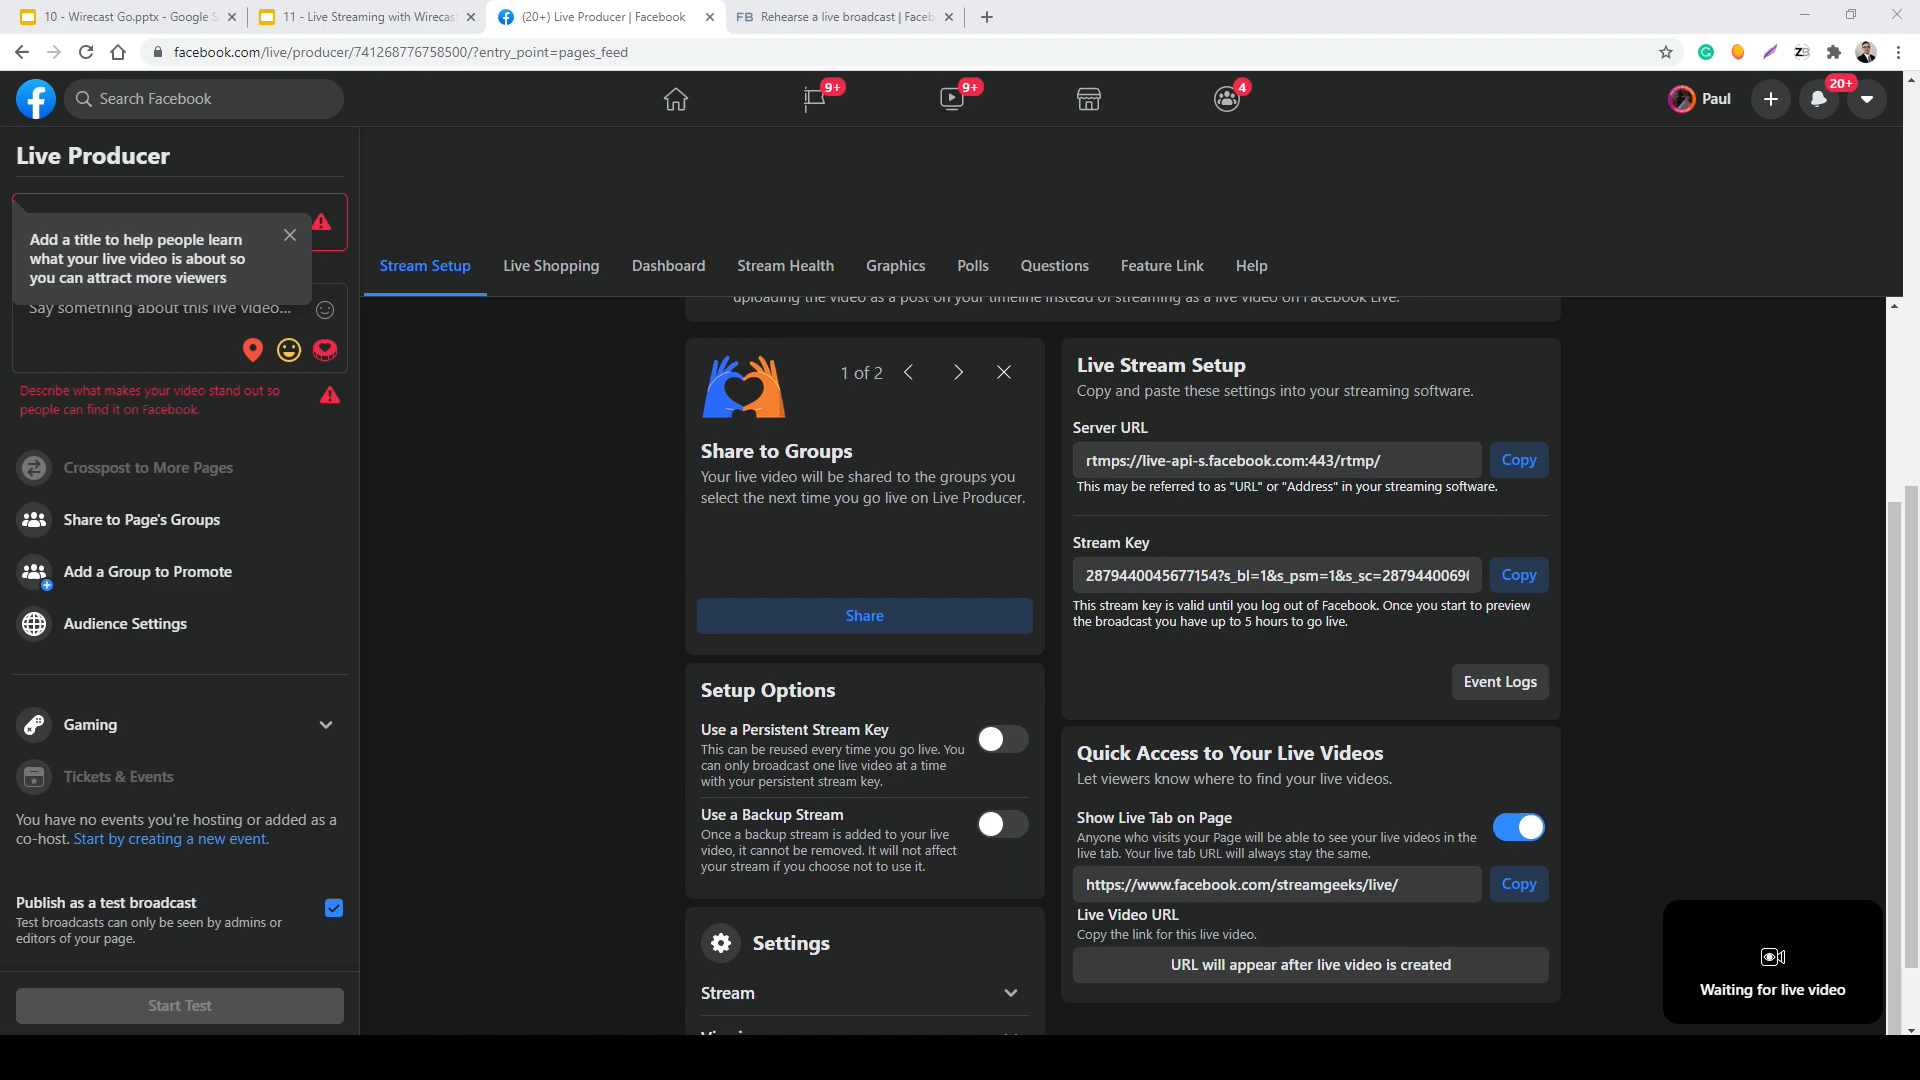 10 - Wirecast Go.pptx - Google S
11 - Live Streaming with Wirecas
(20+) Live Producer | Facebook
FB Rehearse a live broadcast | Faceb
facebook.com/live/producer/741268776758500/?entry_point=pages_feed
Search Facebook
9+
9+
4
Paul
20+
Live Producer
Add a title to help people learn
what your live video is about so
you can attract more viewers
Say something about this live video...
Describe what makes your video stand out so
people can find it on Facebook.
Crosspost to More Pages
Share to Page's Groups
Add a Group to Promote
Audience Settings
Gaming
Tickets & Events
You have no events you're hosting or added as a
co-host. Start by creating a new event.
Publish as a test broadcast
Test broadcasts can only be seen by admins or
editors of your page.
Start Test
Stream Setup
Live Shopping
Dashboard
Stream Health
Graphics
Polls
Questions
Feature Link
Help
uploading the video as a post on your timeline instead of streaming as a live video on Facebook Live.
1 of 2
Share to Groups
Your live video will be shared to the groups you
select the next time you go live on Live Producer.
Share
Setup Options
Use a Persistent Stream Key
This can be reused every time you go live. You
can only broadcast one live video at a time
with your persistent stream key.
Use a Backup Stream
Once a backup stream is added to your live
video, it cannot be removed. It will not affect
your stream if you choose not to use it.
Settings
Stream
Live Stream Setup
Copy and paste these settings into your streaming software.
Server URL
rtmps://live-api-s.facebook.com:443/rtmp/
Copy
This may be referred to as "URL" or "Address" in your streaming software.
Stream Key
2879440045677154?s_bl=1&s_psm=1&s_sc=28794400690
Copy
This stream key is valid until you log out of Facebook. Once you start to preview
the broadcast you have up to 5 hours to go live.
Event Logs
Quick Access to Your Live Videos
Let viewers know where to find your live videos.
Show Live Tab on Page
Anyone who visits your Page will be able to see your live videos in the
live tab. Your live tab URL will always stay the same.
https://www.facebook.com/streamgeeks/live/
Copy
Live Video URL
Copy the link for this live video.
URL will appear after live video is created
Waiting for live video